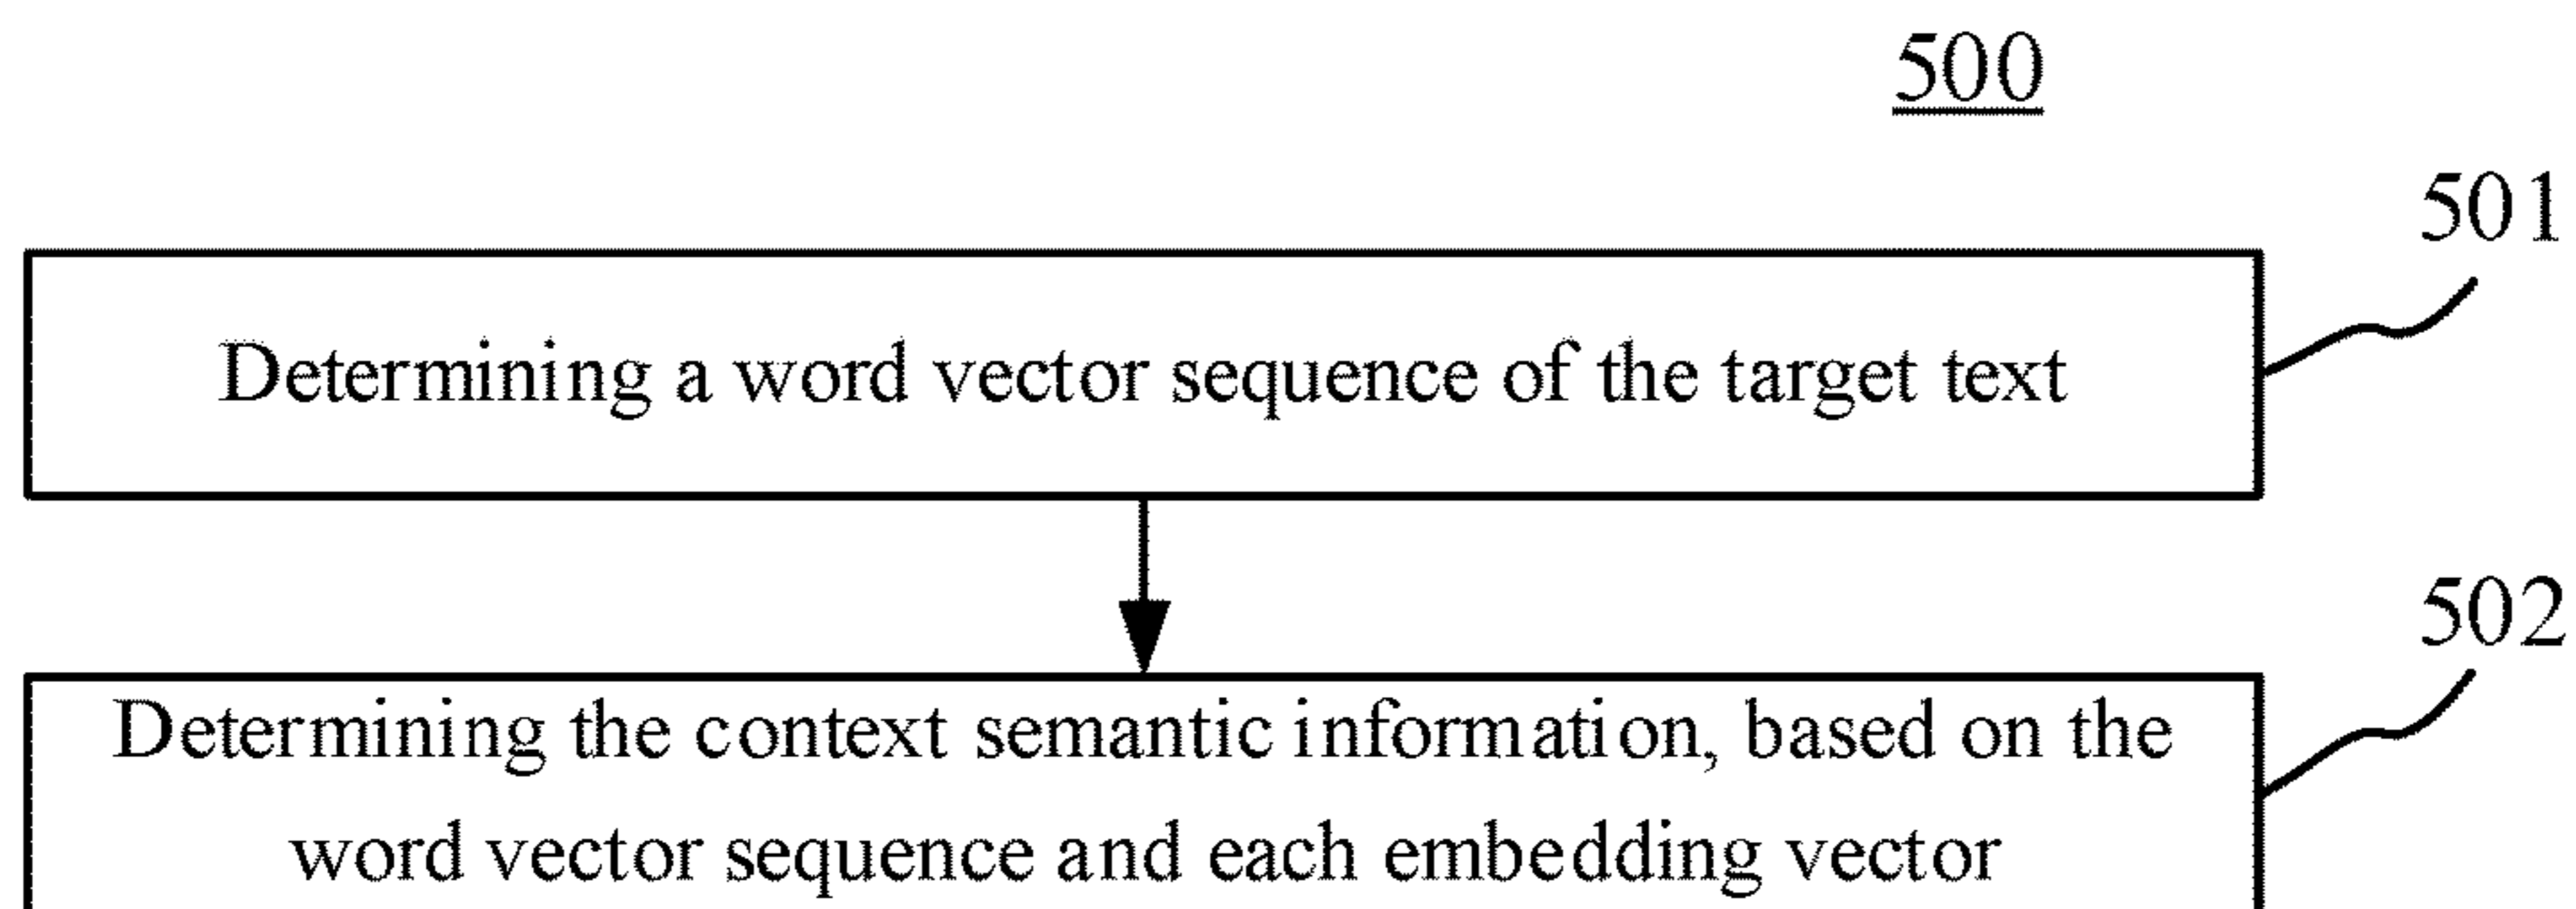 500
501
Determining a word vector sequence of the target text
502
Determining the context semantic information, based on the
word vector sequence and each embedding vector